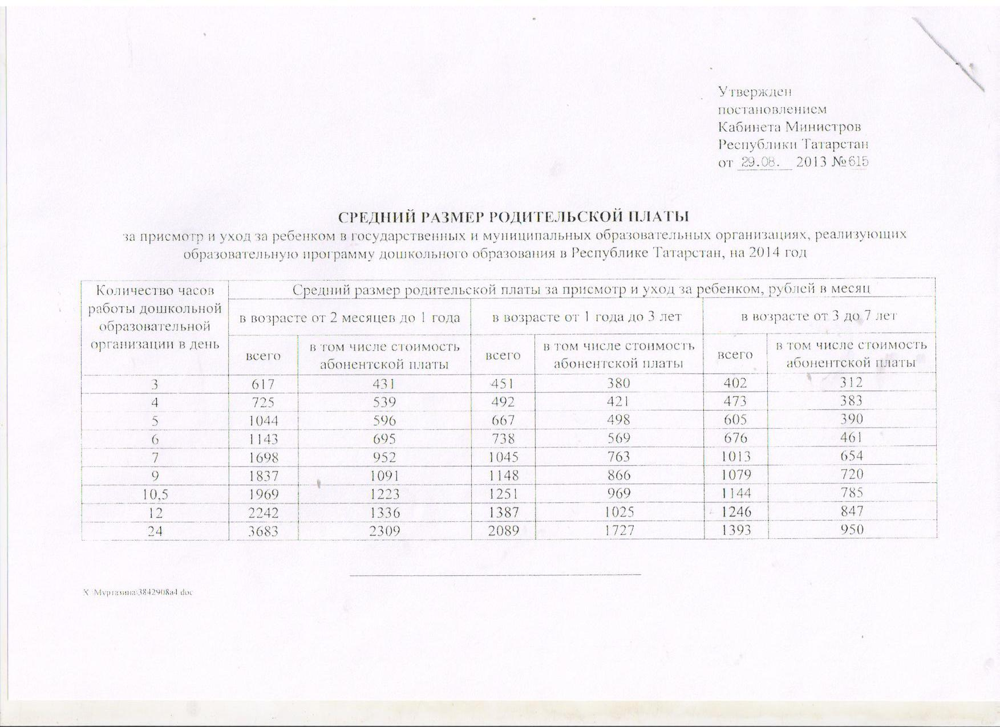 Утвержден
постановлением
Кабинета Министров
Республики Татарстан
от 29.08. 2013 №615
СРЕДНИЙ РАЗМЕР РОДИТЕЛЬСКОЙ ПЛАТЫ
за присмотр и уход за ребенком в государственных и муниципальных образовательных организациях, реализующих
образовательную программу дошкольного образования в Республике Татарстан, на 2014 год
Количество часов работы дошкольной образовательной организации в день
Средний размер родительской платы за присмотр и уход за ребенком, рублей в месяц
в возрасте от 2 месяцев до 1 года в возрасте от 1 года до 3 лет в возрасте от 3 до 7 лет
всего в том числе стоимость абонентской платы всего в том числе стоимость абонентской платы всего в том числе стоимость абонентской платы
3 617 431 451 380 402 312
4 725 539 492 421 473 383
5 1044 596 667 498 605 390
6 1143 695 738 569 676 461
7 1698 952 1045 763 1013 654
9 1837 1091 1148 866 1079 720
10,5 1969 1223 1251 969 1144 785
12 2242 1336 1387 1025 1246 847
24 3683 2309 2089 1727 1393 950
X \Муртазина\3842908a4.doc